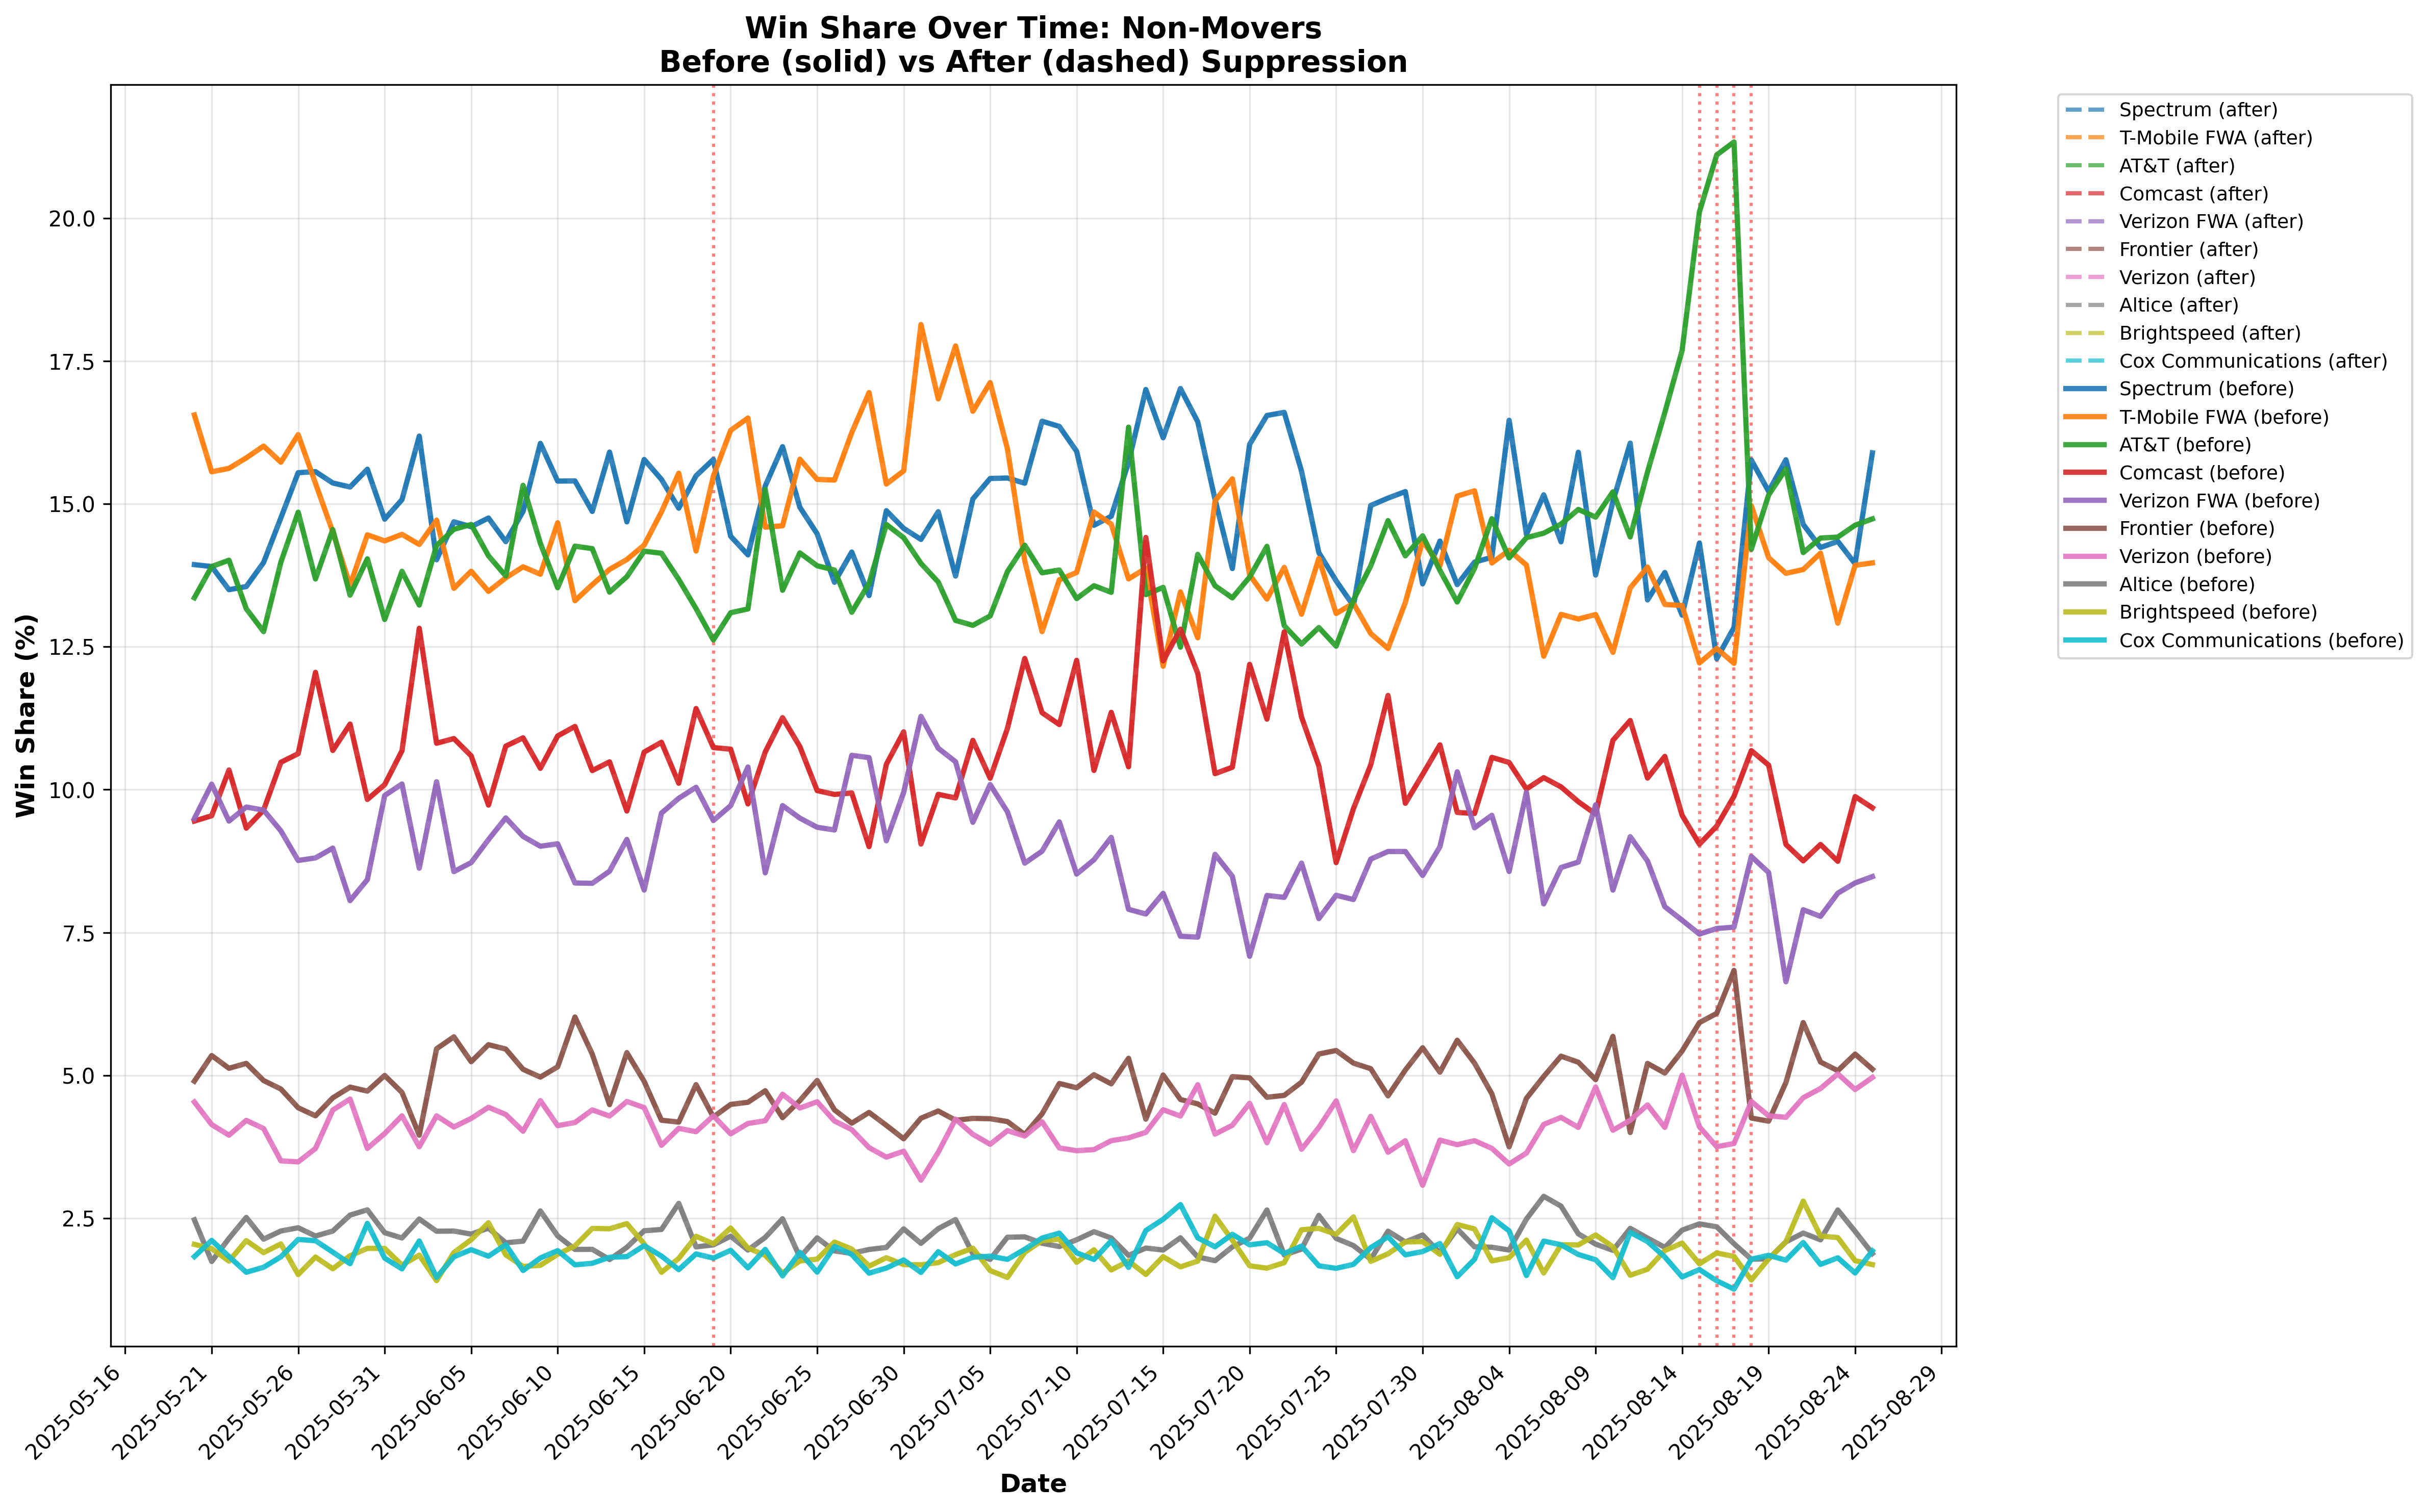 Win Share Over Time: Non-Movers
Before (solid) vs After (dashed) Suppression
Win Share (%)
20.0
17.5
15.0
12.5
10.0
7.5
5.0
2.5
2025-05-16
2025-05-21
2025-05-26
2025-05-31
2025-06-05
2025-06-10
2025-06-15
2025-06-20
2025-06-25
2025-06-30
2025-07-05
2025-07-10
2025-07-15
2025-07-20
2025-07-25
2025-07-30
2025-08-04
2025-08-09
2025-08-14
2025-08-19
2025-08-24
2025-08-29
Date
Spectrum (after)
T-Mobile FWA (after)
AT&T (after)
Comcast (after)
Verizon FWA (after)
Frontier (after)
Verizon (after)
Altice (after)
Brightspeed (after)
Cox Communications (after)
Spectrum (before)
T-Mobile FWA (before)
AT&T (before)
Comcast (before)
Verizon FWA (before)
Frontier (before)
Verizon (before)
Altice (before)
Brightspeed (before)
Cox Communications (before)